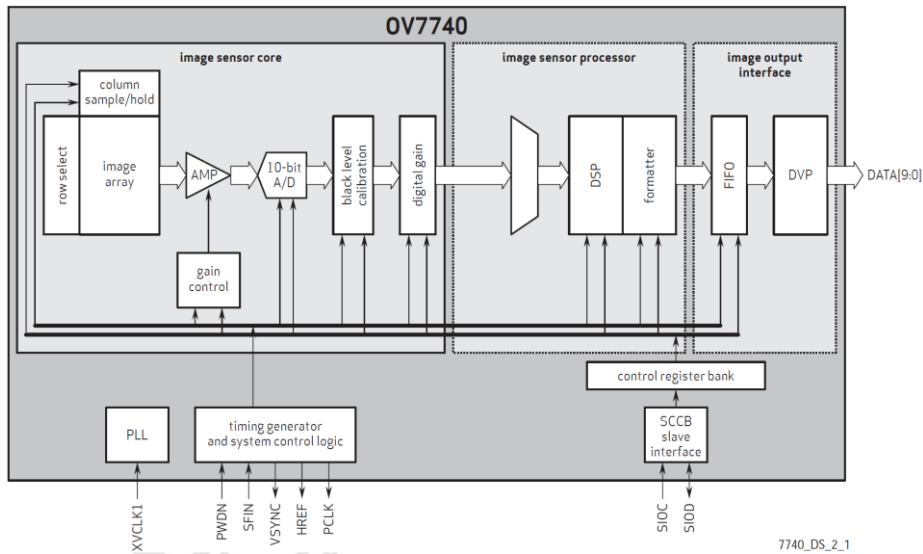 OV7740
image sensor core
image sensor processor
image output
interface
column
sample/hold
row select
image
array
AMP
10-bit
A/D
black level
calibration
digital gain
DSP
formatter
FIFO
DVP
DATA[9:0]
gain
control
control register bank
PLL
timing generator
and system control logic
SCCB
slave
interface
XVCLK1
PWDN
SFIN
VSYNC
HREF
PCLK
SIOC
SIOD
7740_DS_2_1